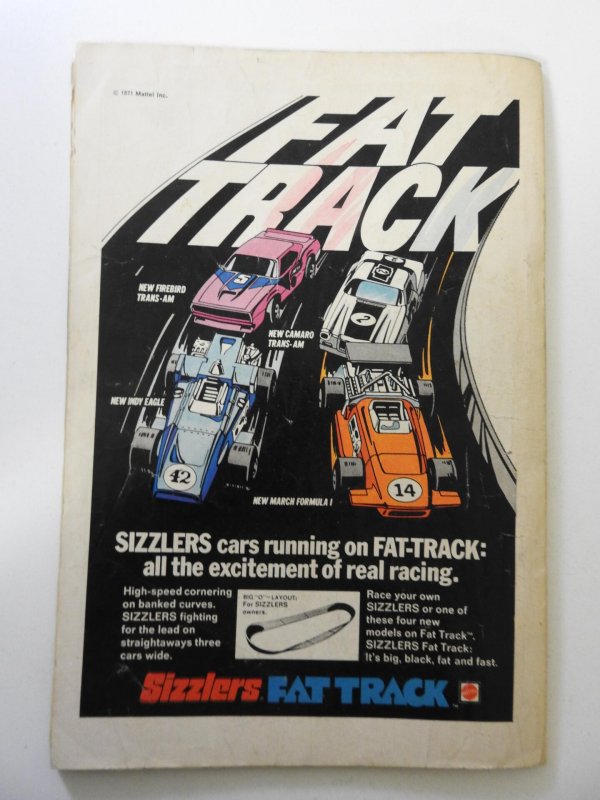 © 1971 Mattel Inc.
FAT
TRACK
NEW FIREBIRD
TRANS-AM
5
2
2
NEW CAMARO
TRANS-AM
NEW INDY EAGLE
42
14
NEW MARCH FORMULA I
SIZZLERS cars running on FAT-TRACK:
all the excitement of real racing.
High-speed cornering
on banked curves.
SIZZLERS fighting
for the lead on
straightaways three
cars wide.
BIG "O" LAYOUT:
For SIZZLERS
owners.
Race your own
SIZZLERS or one of
these four new
models on Fat Track™.
SIZZLERS Fat Track:
It's big, black, fat and fast.
Sizzlers® FAT TRACK™